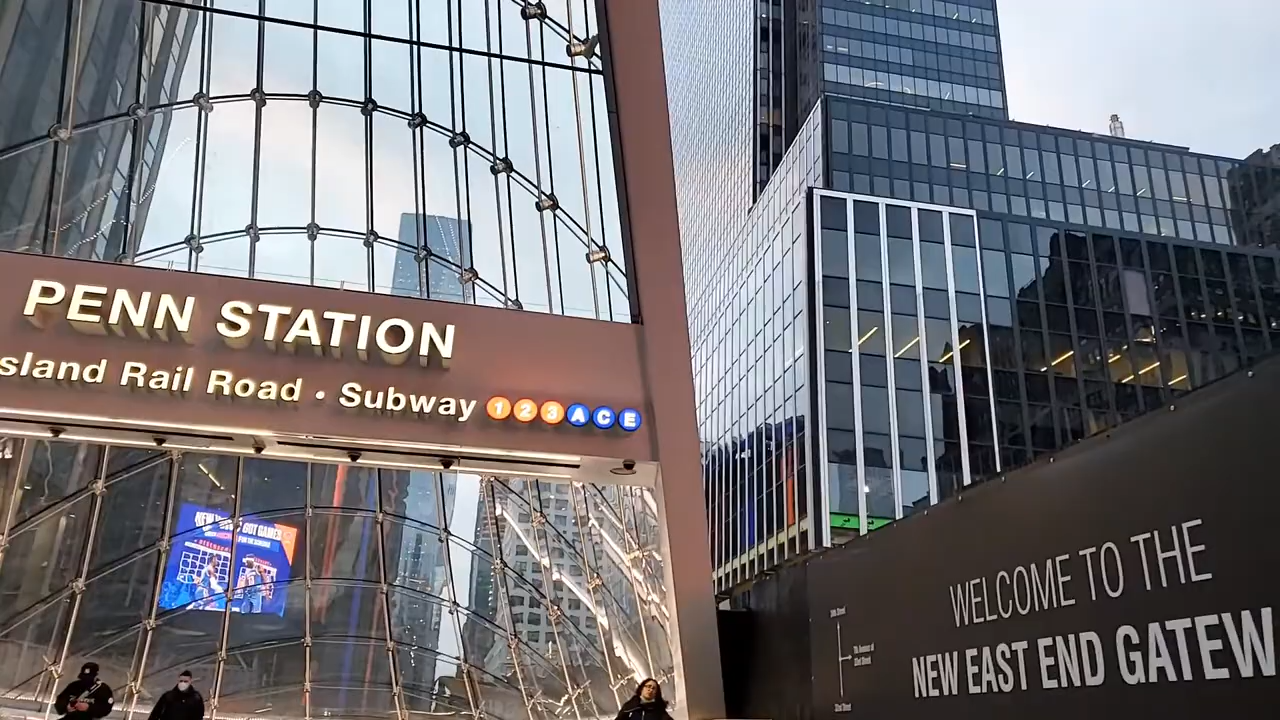 PENN STATION
sland Rail Road • Subway 1 2 3 A C E
WELCOME TO THE
NEW EAST END GATEW